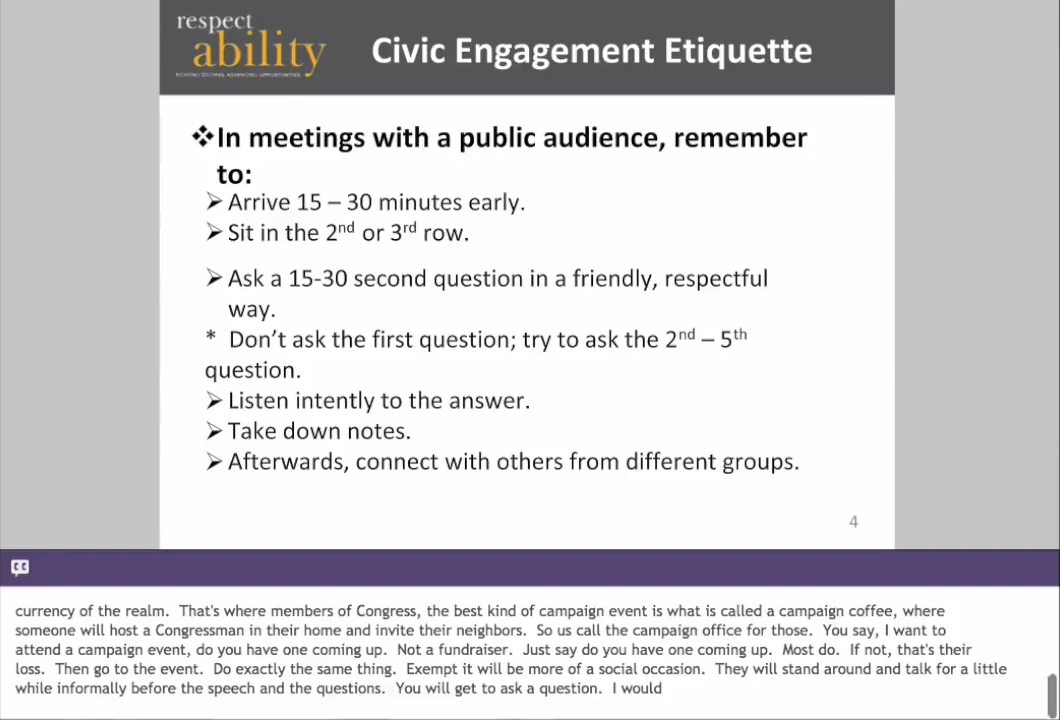 respect
ability
FIGHTING STIGMAS. ADVANCING OPPORTUNITIES.
Civic Engagement Etiquette
❖In meetings with a public audience, remember
to:
➢ Arrive 15 – 30 minutes early.
➢ Sit in the 2nd or 3rd row.
➢ Ask a 15-30 second question in a friendly, respectful
way.
* Don’t ask the first question; try to ask the 2nd – 5th
question.
➢ Listen intently to the answer.
➢ Take down notes.
➢ Afterwards, connect with others from different groups.
4
CC
currency of the realm. That's where members of Congress, the best kind of campaign event is what is called a campaign coffee, where
someone will host a Congressman in their home and invite their neighbors. So us call the campaign office for those. You say, I want to
attend a campaign event, do you have one coming up. Not a fundraiser. Just say do you have one coming up. Most do. If not, that's their
loss. Then go to the event. Do exactly the same thing. Exempt it will be more of a social occasion. They will stand around and talk for a little
while informally before the speech and the questions. You will get to ask a question. I would